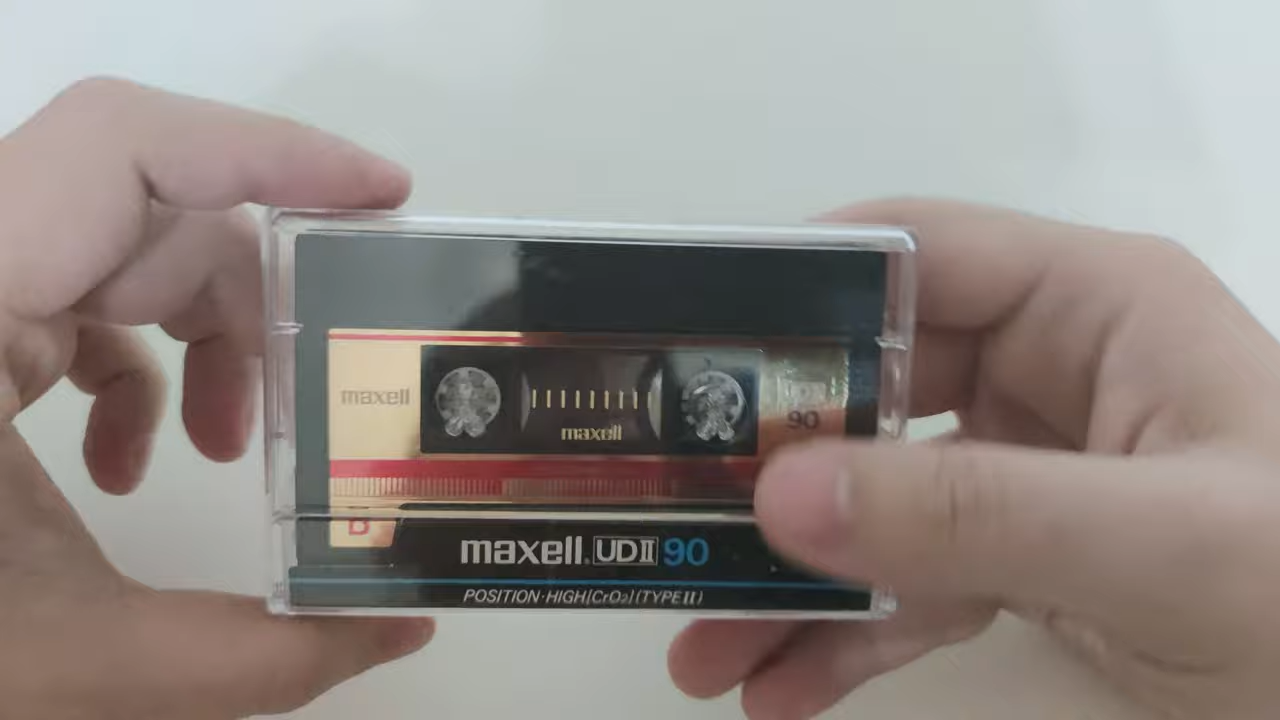 maxell
maxell
90
B
maxell. UDII 90
POSITION·HIGH[CrO₂](TYPE II)